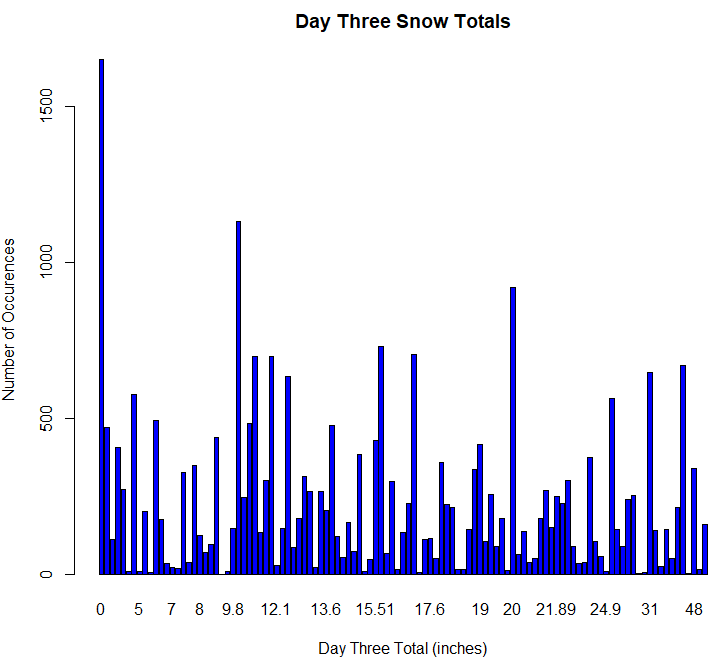 Day Three Snow Totals
Number of Occurences
1500
1000
500
0
0 5 7 8 9.8 12.1 13.6 15.51 17.6 19 20 21.89 24.9 31 48
Day Three Total (inches)